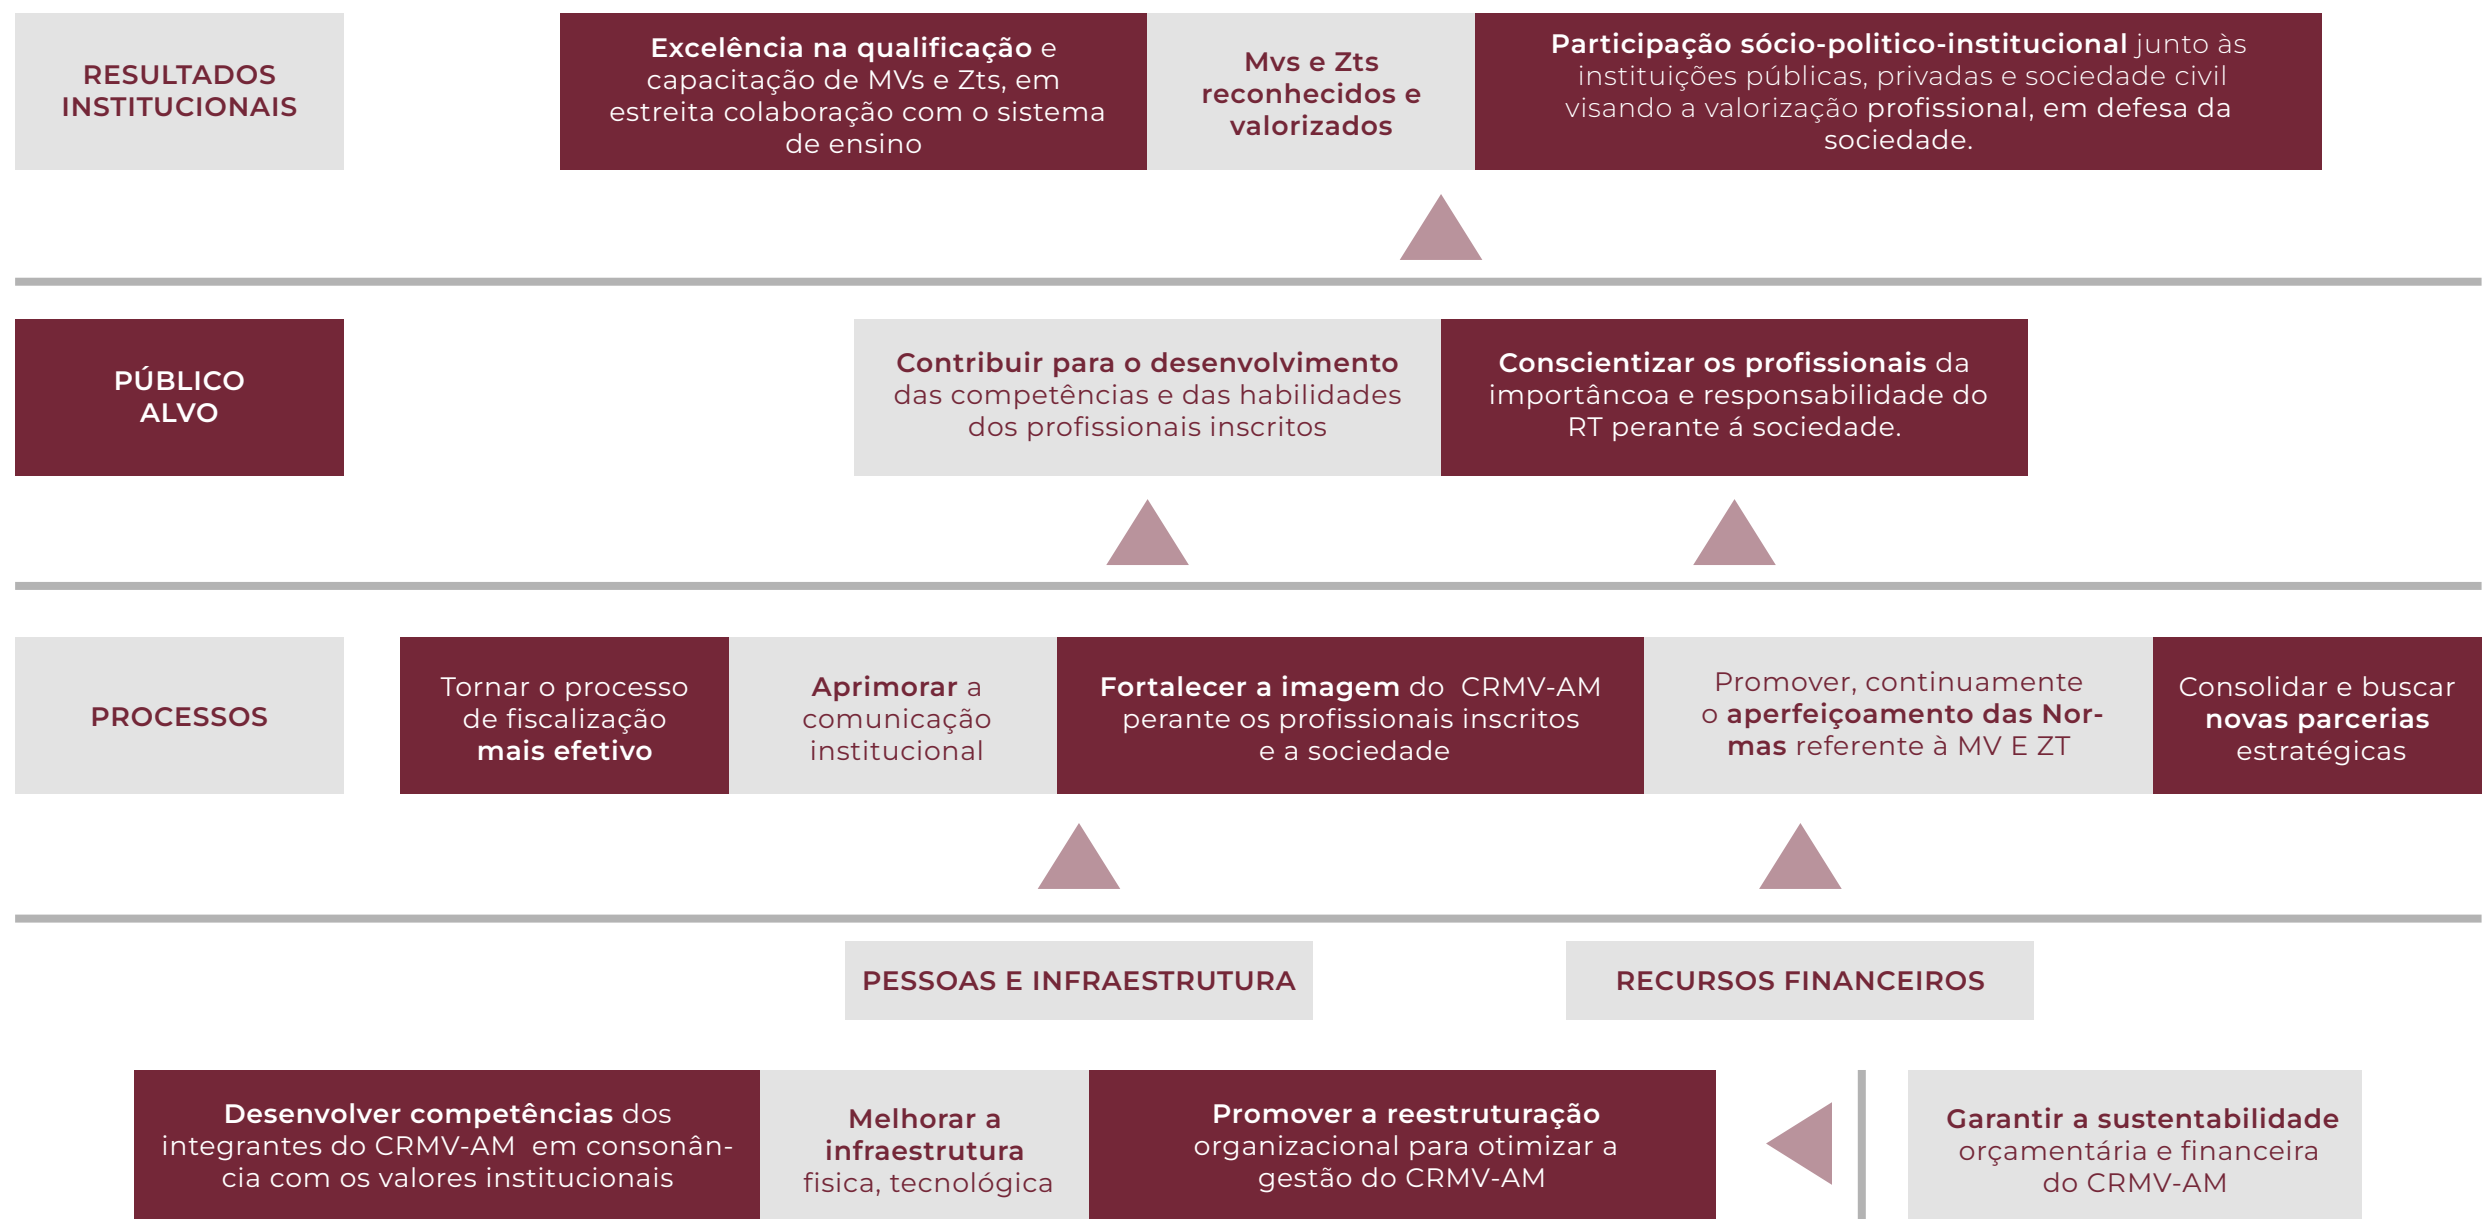 RESULTADOS
INSTITUCIONAIS
Excelência na qualificação e
capacitação de MVs e Zts, em
estreita colaboração com o sistema
de ensino
Mvs e Zts
reconhecidos e
valorizados
Participação sócio-politico-institucional junto às
instituições públicas, privadas e sociedade civil
visando a valorização profissional, em defesa da
sociedade.
PÚBLICO
ALVO
Contribuir para o desenvolvimento
das competências e das habilidades
dos profissionais inscritos
Conscientizar os profissionais da
importâncoa e responsabilidade do
RT perante á sociedade.
PROCESSOS
Tornar o processo
de fiscalização
mais efetivo
Aprimorar a
comunicação
institucional
Fortalecer a imagem do CRMV-AM
perante os profissionais inscritos
e a sociedade
Promover, continuamente
o aperfeiçoamento das Nor-
mas referente à MV E ZT
Consolidar e buscar
novas parcerias
estratégicas
PESSOAS E INFRAESTRUTURA
RECURSOS FINANCEIROS
Desenvolver competências dos
integrantes do CRMV-AM em consonân-
cia com os valores institucionais
Melhorar a
infraestrutura
fisica, tecnológica
Promover a reestruturação
organizacional para otimizar a
gestão do CRMV-AM
Garantir a sustentabilidade
orçamentária e financeira
do CRMV-AM